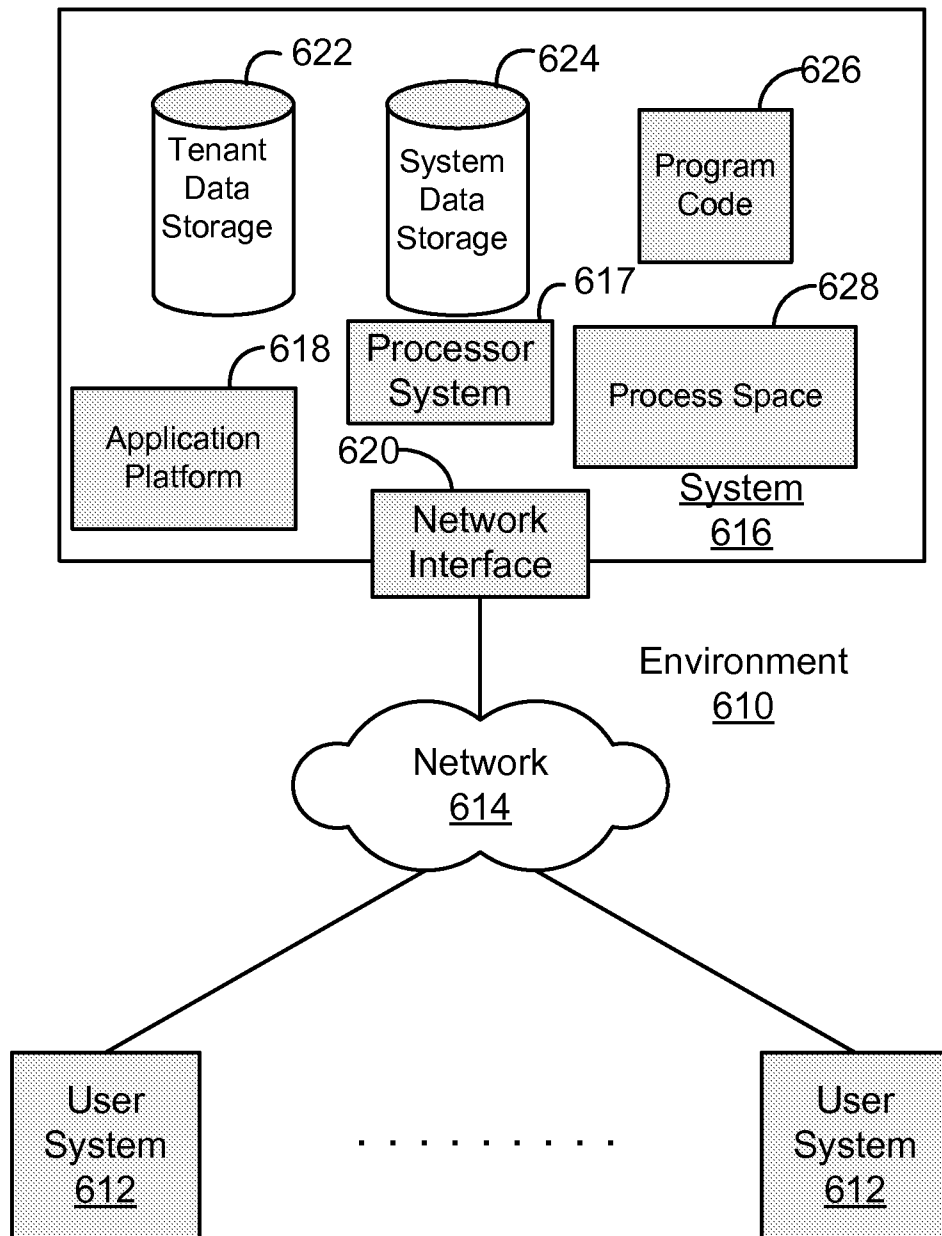 622
624
626
Tenant
Data
Storage
System
Data
Storage
Program
Code
617
628
618
Processor
System
Process Space
Application
Platform
620
System
616
Network
Interface
Environment
610
Network
614
User
System
612
. . . . . . . . .
User
System
612